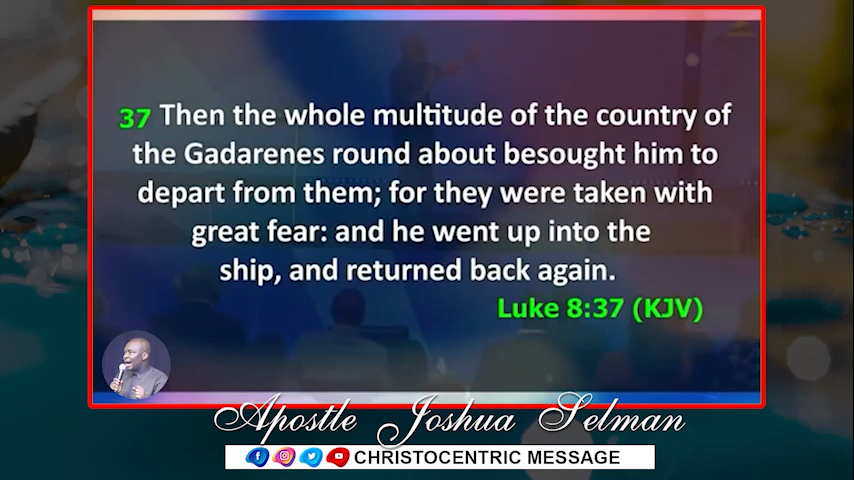 37 Then the whole multitude of the country of
the Gadarenes round about besought him to
depart from them; for they were taken with
great fear: and he went up into the
ship, and returned back again.
Luke 8:37 (KJV)
Apostle Joshua Selman
CHRISTOCENTRIC MESSAGE